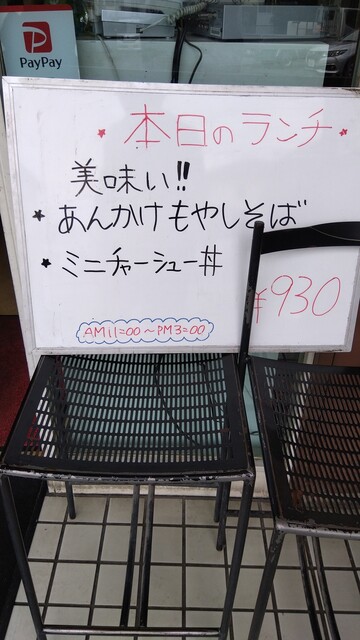 PayPay
★本日のランチ★
美味い!!
★あんかけもやしそば
★ミニチャーシュー丼
¥930
AM11=00～PM3=00